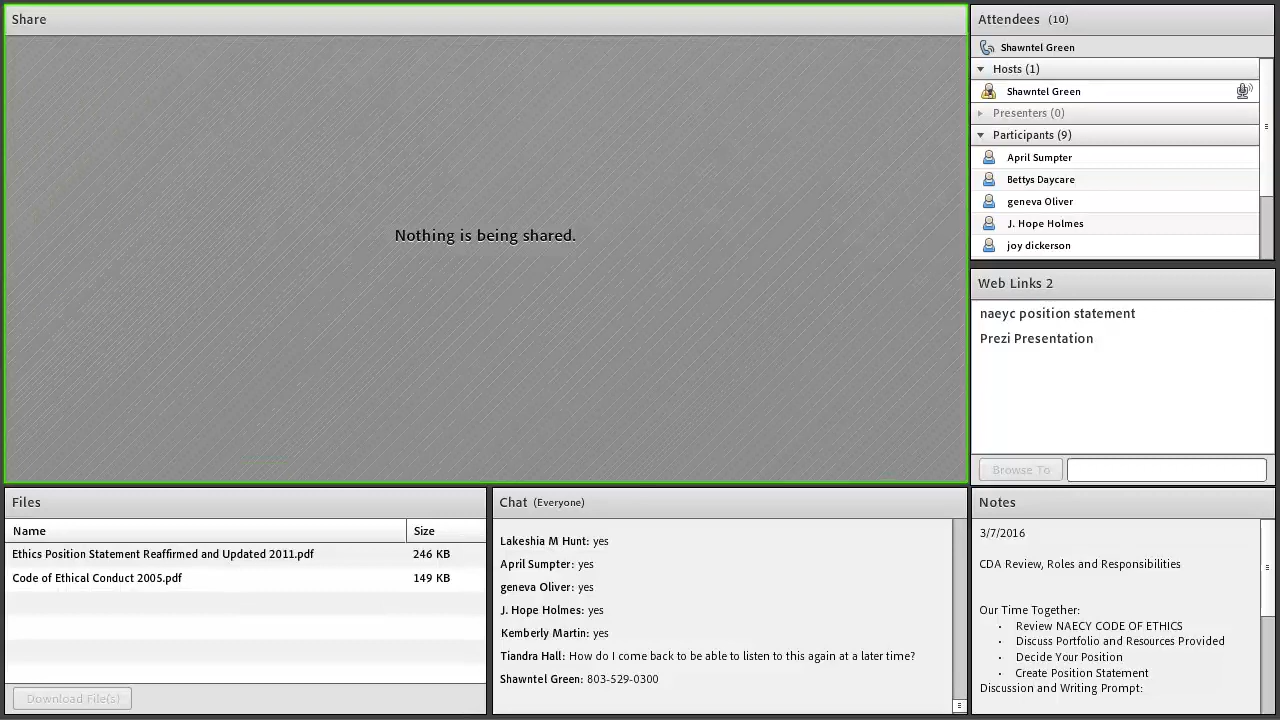 Share
Nothing is being shared.
Attendees (10)
Shawntel Green
Hosts (1)
Shawntel Green
Presenters (0)
Participants (9)
April Sumpter
Bettys Daycare
geneva Oliver
J. Hope Holmes
joy dickerson
Web Links 2
naeyc position statement
Prezi Presentation
Browse To
Files
Name Size
Ethics Position Statement Reaffirmed and Updated 2011.pdf 246 KB
Code of Ethical Conduct 2005.pdf 149 KB
Download File(s)
Chat (Everyone)
Lakeshia M Hunt: yes
April Sumpter: yes
geneva Oliver: yes
J. Hope Holmes: yes
Kemberly Martin: yes
Tiandra Hall: How do I come back to be able to listen to this again at a later time?
Shawntel Green: 803-529-0300
Notes
3/7/2016
CDA Review, Roles and Responsibilities
Our Time Together:
• Review NAECY CODE OF ETHICS
• Discuss Portfolio and Resources Provided
• Decide Your Position
• Create Position Statement
Discussion and Writing Prompt: